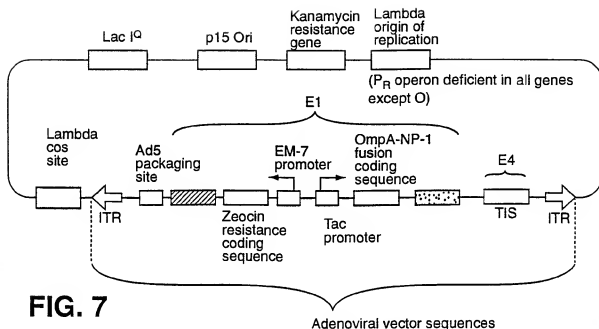 Lac I^Q
p15 Ori
Kanamycin
resistance
gene
Lambda
origin of
replication
(P_R operon deficient in all genes
except O)
E1
Lambda
cos
site
Ad5
packaging
site
EM-7
promoter
OmpA-NP-1
fusion
coding
sequence
E4
ITR
Zeocin
resistance
coding
sequence
Tac
promoter
TIS
ITR
FIG. 7
Adenoviral vector sequences